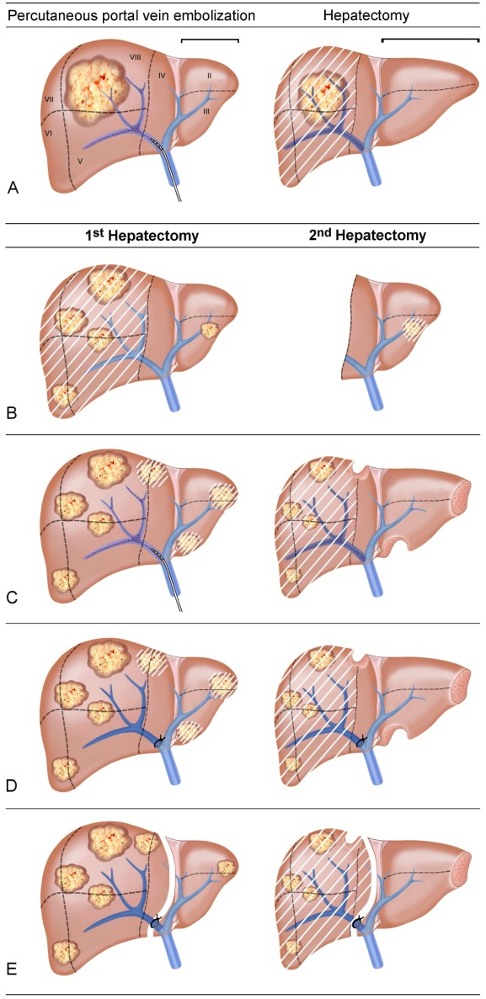 Percutaneous portal vein embolization Hepatectomy
VIII
IV
II
VII
III
VI
V
A
1st Hepatectomy 2nd Hepatectomy
B
C
D
E